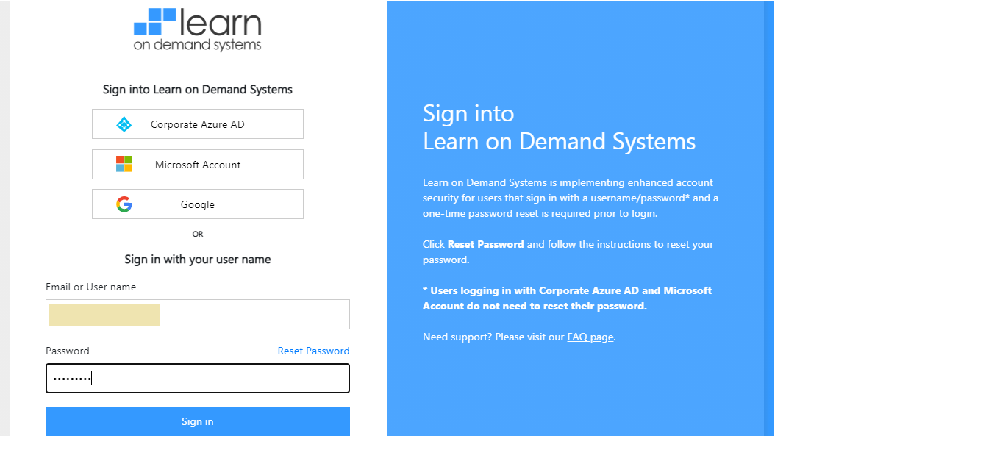 learn
on demand systems
Sign into Learn on Demand Systems
Corporate Azure AD
Microsoft Account
Google
OR
Sign in with your user name
Email or User name
Password
Reset Password
•••••••••
Sign in
Sign into
Learn on Demand Systems
Learn on Demand Systems is implementing enhanced account
security for users that sign in with a username/password* and a
one-time password reset is required prior to login.
Click Reset Password and follow the instructions to reset your
password.
* Users logging in with Corporate Azure AD and Microsoft
Account do not need to reset their password.
Need support? Please visit our FAQ page.